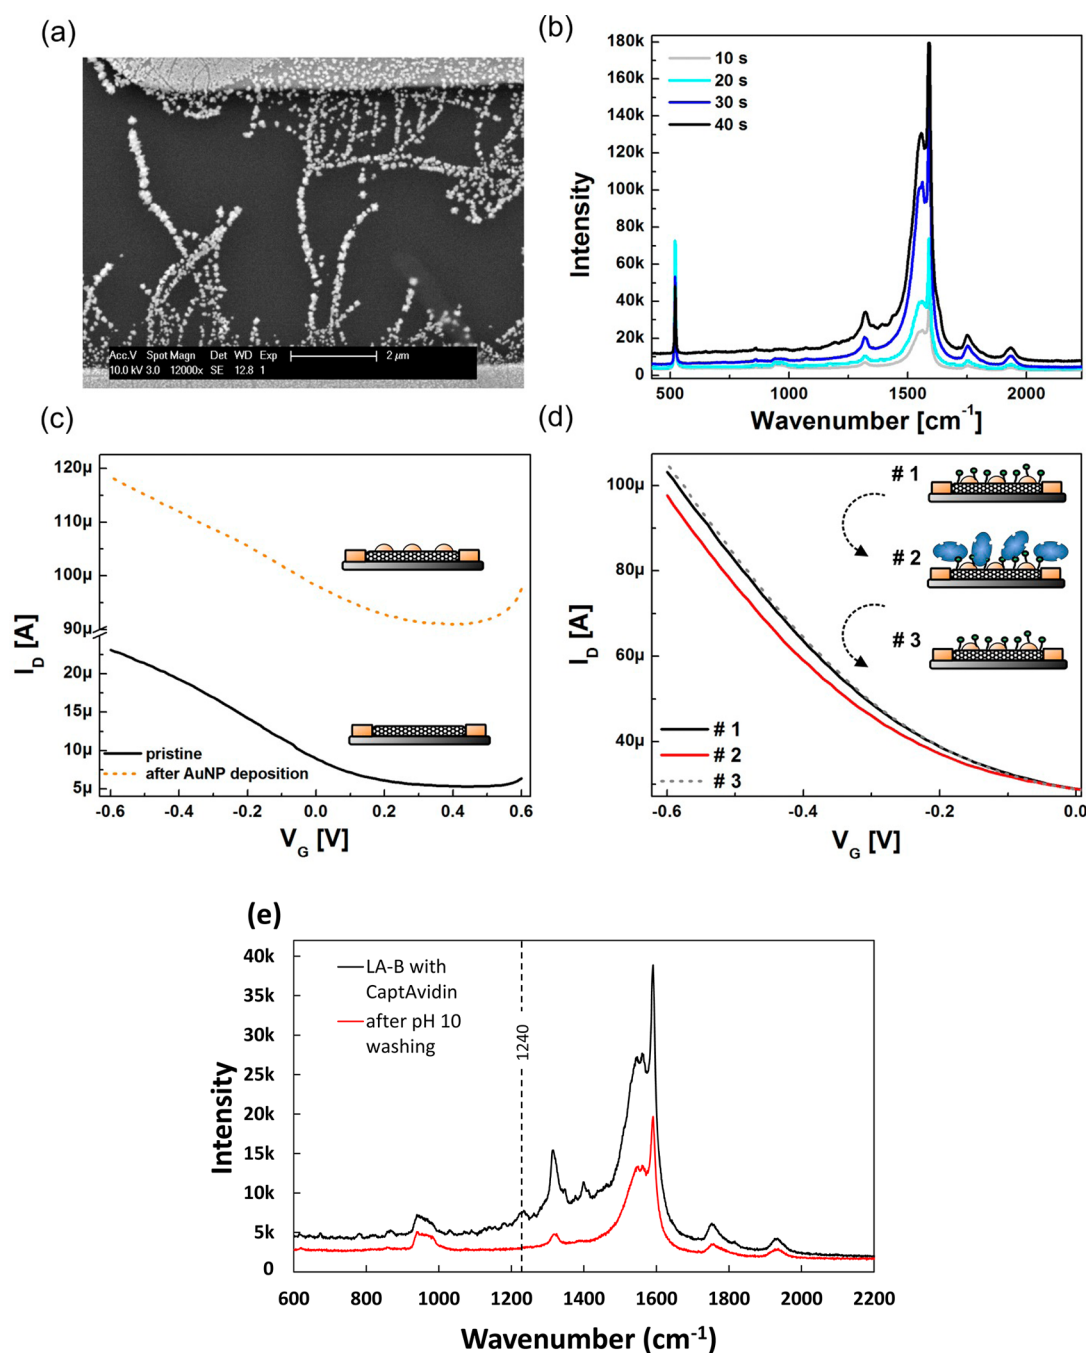 (a)
Acc.V Spot Magn Det WD Exp
10.0 kV 3.0 12000x SE 12.8 1
2 µm
(b)
Intensity
180k
160k
140k
120k
100k
80k
60k
40k
20k
0
10 s
20 s
30 s
40 s
500 1000 1500 2000
Wavenumber [cm-1]
(c)
I_D [A]
120µ
110µ
100µ
90µ
20µ
15µ
10µ
5µ
pristine
after AuNP deposition
-0.6 -0.4 -0.2 0.0 0.2 0.4 0.6
V_G [V]
(d)
I_D [A]
100µ
80µ
60µ
40µ
# 1
# 2
# 3
# 1
# 2
# 3
-0.6 -0.4 -0.2 0.0
V_G [V]
(e)
Intensity
40k
35k
30k
25k
20k
15k
10k
5k
0
LA-B with
CaptAvidin
after pH 10
washing
1240
600 800 1000 1200 1400 1600 1800 2000 2200
Wavenumber (cm-1)